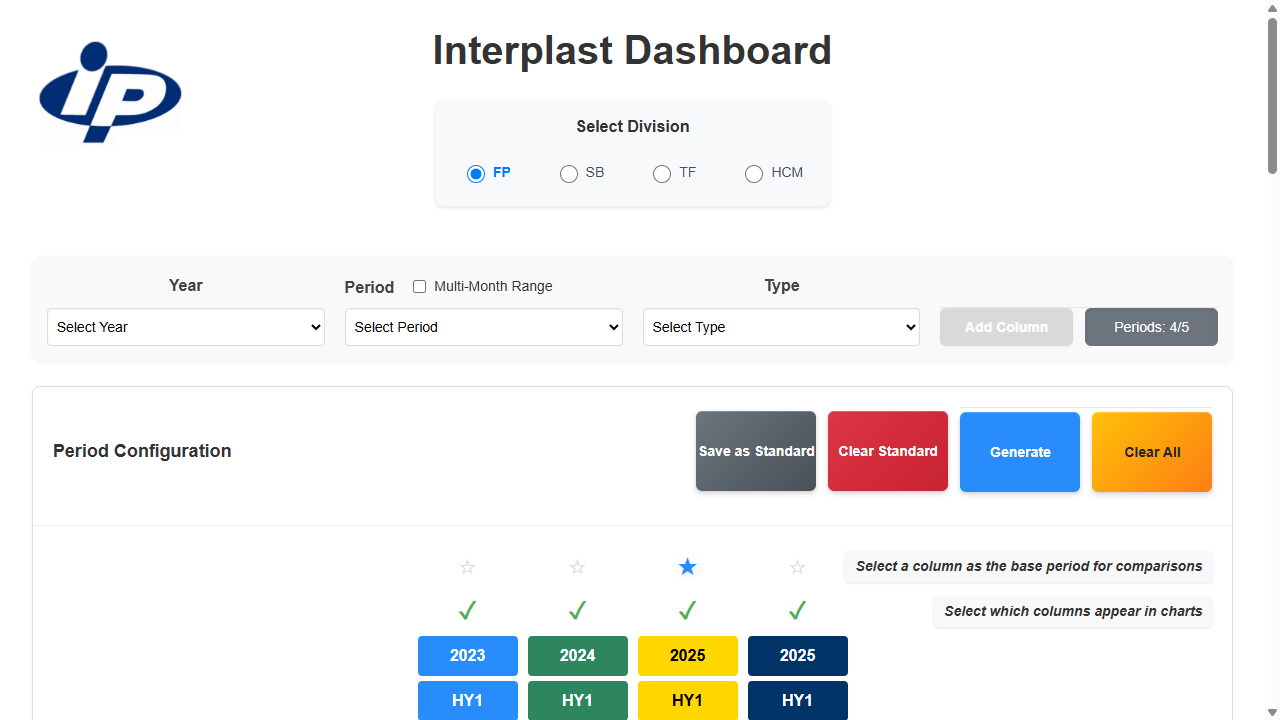 iP
Interplast Dashboard
Select Division
FP SB TF HCM
Year Period Multi-Month Range Type
Select Year Select Period Select Type Add Column Periods: 4/5
Period Configuration Save as Standard Clear Standard Generate Clear All
Select a column as the base period for comparisons
Select which columns appear in charts
2023 2024 2025 2025
HY1 HY1 HY1 HY1